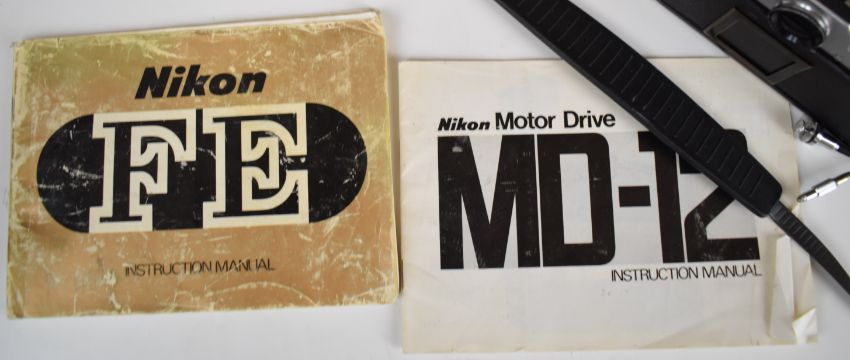 Nikon
FE
INSTRUCTION MANUAL
Nikon Motor Drive
MD-12
INSTRUCTION MANUAL